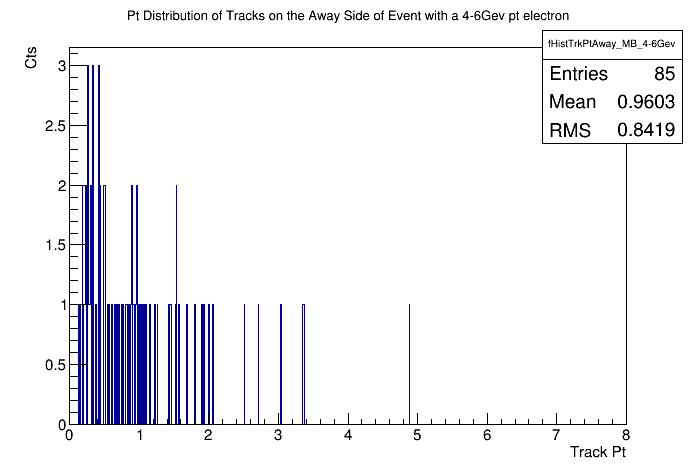 Pt Distribution of Tracks on the Away Side of Event with a 4-6Gev pt electron
fHistTrkPtAway_MB_4-6Gev
Entries 85
Mean 0.9603
RMS 0.8419
Cts
3
2.5
2
1.5
1
0.5
0
0 1 2 3 4 5 6 7 8
Track Pt